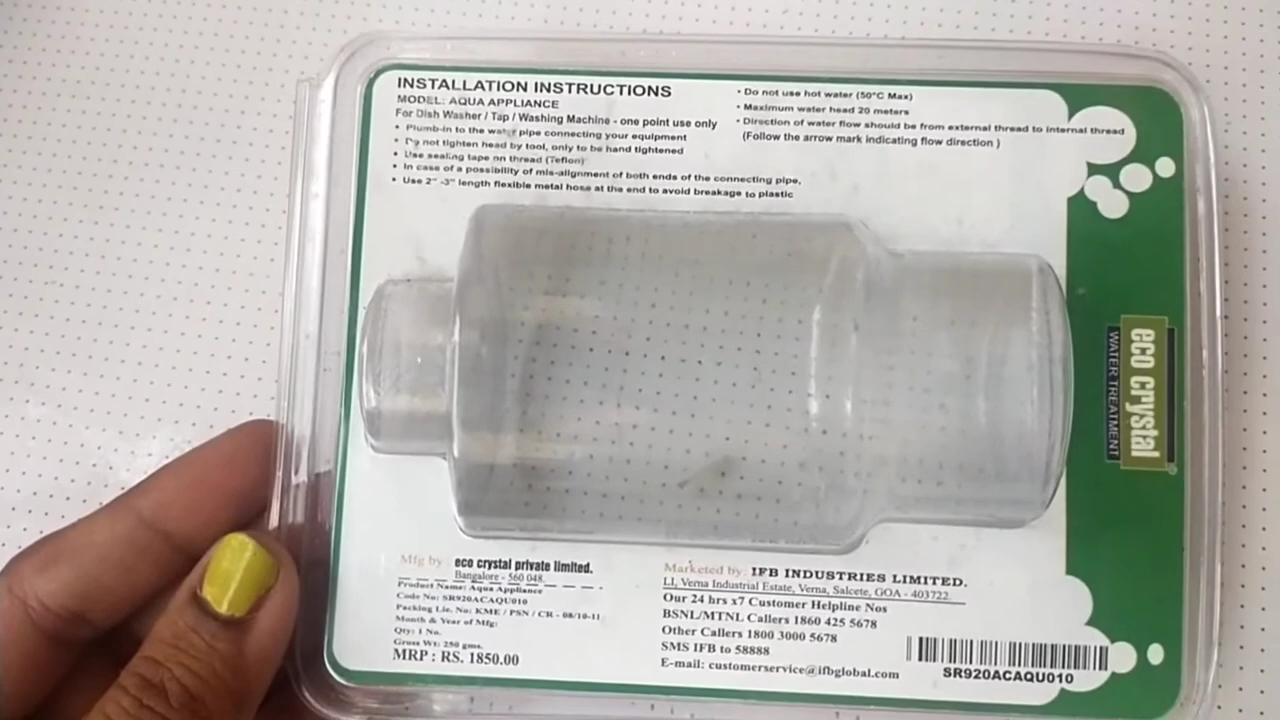 INSTALLATION INSTRUCTIONS
MODEL: AQUA APPLIANCE
For Dish Washer / Tap / Washing Machine - one point use only
• Plumb-in to the water pipe connecting your equipment
• Do not tighten head by tool, only to be hand tightened
• Use sealing tape on thread (Teflon)
• In case of a possibility of mis-alignment of both ends of the connecting pipe,
• Use 2" -3" length flexible metal hose at the end to avoid breakage to plastic
• Do not use hot water (50°C Max)
• Maximum water head 20 meters
• Direction of water flow should be from external thread to internal thread
(Follow the arrow mark indicating flow direction )
eco crystal®
WATER TREATMENT
Mfg by : eco crystal private limited.
Bangalore - 560 048.
Product Name: Aqua Appliance
Code No: SR920ACAQU010
Packing Lic. No: KME / PSN / CR - 08/10-11
Month & Year of Mfg:
Qty: 1 No.
Gross Wt: 250 gms.
MRP : RS. 1850.00
Marketed by: IFB INDUSTRIES LIMITED.
L1, Verna Industrial Estate, Verna, Salcete, GOA - 403722.
Our 24 hrs x7 Customer Helpline Nos
BSNL/MTNL Callers 1860 425 5678
Other Callers 1800 3000 5678
SMS IFB to 58888
E-mail: customerservice@ifbglobal.com
SR920ACAQU010